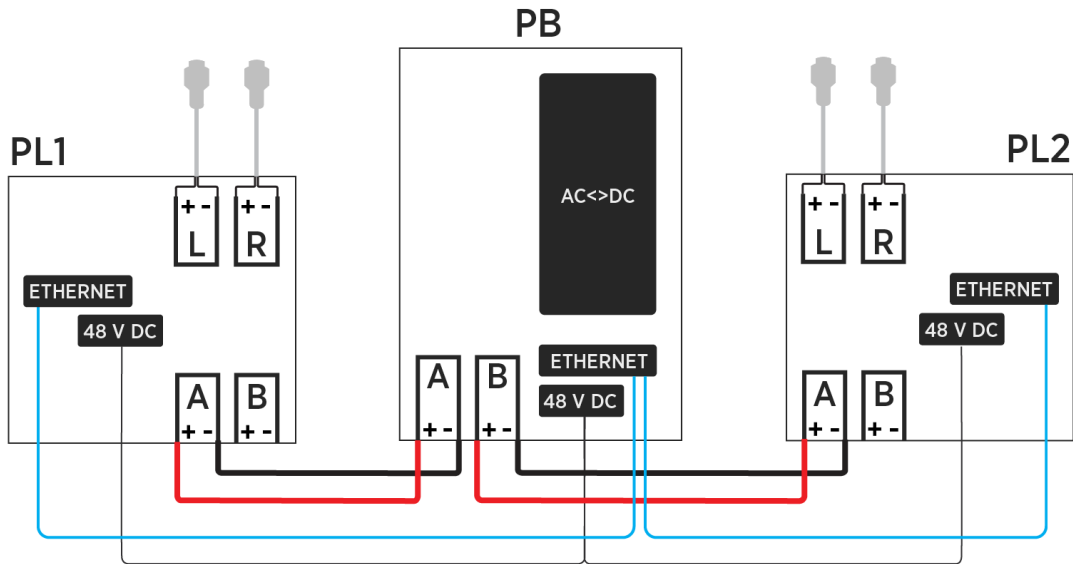 PB
PL1
PL2
+ -
L
+ -
R
AC<>DC
+ -
L
+ -
R
ETHERNET
48 V DC
A
+ -
B
+ -
A
+ -
B
+ -
ETHERNET
48 V DC
ETHERNET
48 V DC
A
+ -
B
+ -